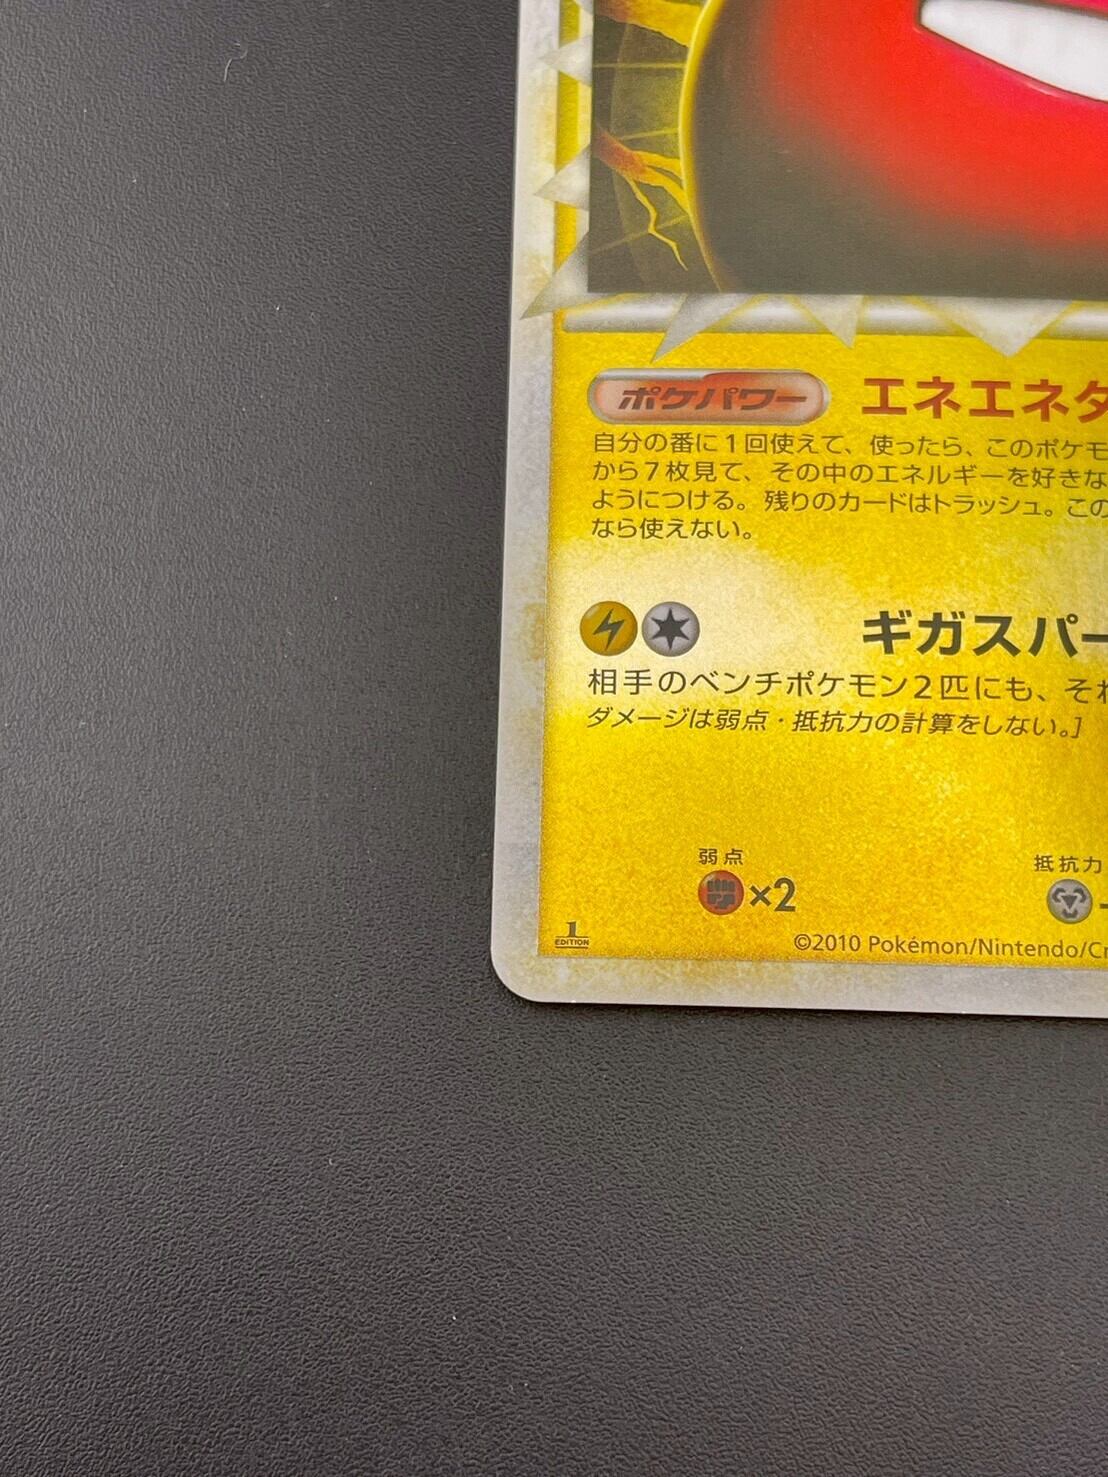 ポケパワー エネエネダ
自分の番に1回使えて、使ったら、このポケモ
から7枚見て、その中のエネルギーを好きな
ようにつける。残りのカードはトラッシュ。この
なら使えない。
ギガスパー
相手のベンチポケモン2匹にも、それ
ダメージは弱点・抵抗力の計算をしない。]
弱点 抵抗力
×2 -
1 EDITION
©2010 Pokémon/Nintendo/Cr